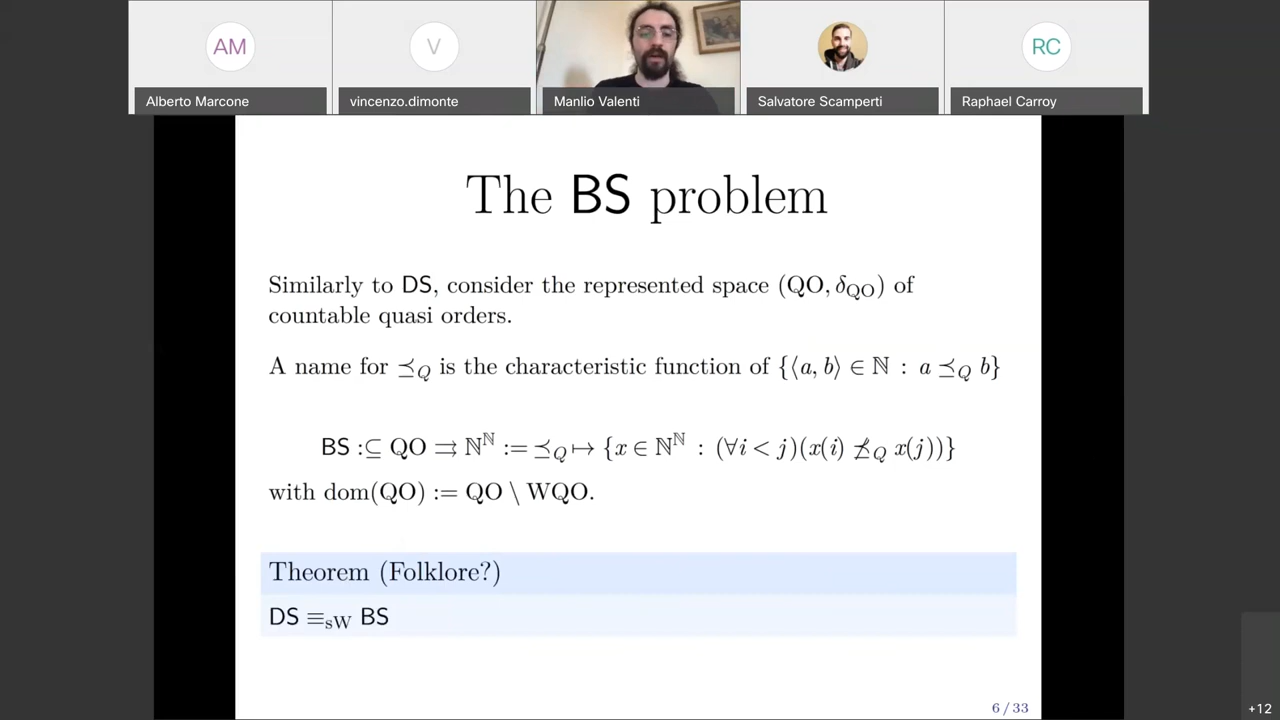 AM
V
RC
Alberto Marcone
vincenzo.dimonte
Manlio Valenti
Salvatore Scamperti
Raphael Carroy
The BS problem
Similarly to DS, consider the represented space (QO, δ_QO) of
countable quasi orders.
A name for ⪯_Q is the characteristic function of {⟨a, b⟩ ∈ ℕ : a ⪯_Q b}
BS :⊆ QO ⇉ ℕ^ℕ := ⪯_Q ↦ {x ∈ ℕ^ℕ : (∀i < j)(x(i) ⋠_Q x(j))}
with dom(QO) := QO \ WQO.
Theorem (Folklore?)
DS ≡_sW BS
6 / 33
+12